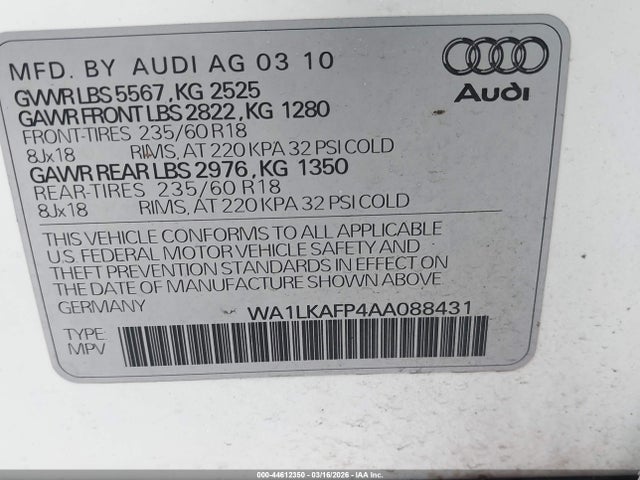 MFD. BY AUDI AG 03 10
GVWR LBS 5567, KG 2525
GAWR FRONT LBS 2822, KG 1280
FRONT-TIRES 235/60 R18
8Jx18 RIMS, AT 220 KPA 32 PSI COLD
GAWR REAR LBS 2976, KG 1350
REAR-TIRES 235/60 R18
8Jx18 RIMS, AT 220 KPA 32 PSI COLD
Audi
THIS VEHICLE CONFORMS TO ALL APPLICABLE
U.S. FEDERAL MOTOR VEHICLE SAFETY AND
THEFT PREVENTION STANDARDS IN EFFECT ON
THE DATE OF MANUFACTURE SHOWN ABOVE.
GERMANY WA1LKAFP4AA088431
TYPE
MPV
000-44612350 - 03/16/2026 - IAA Inc.